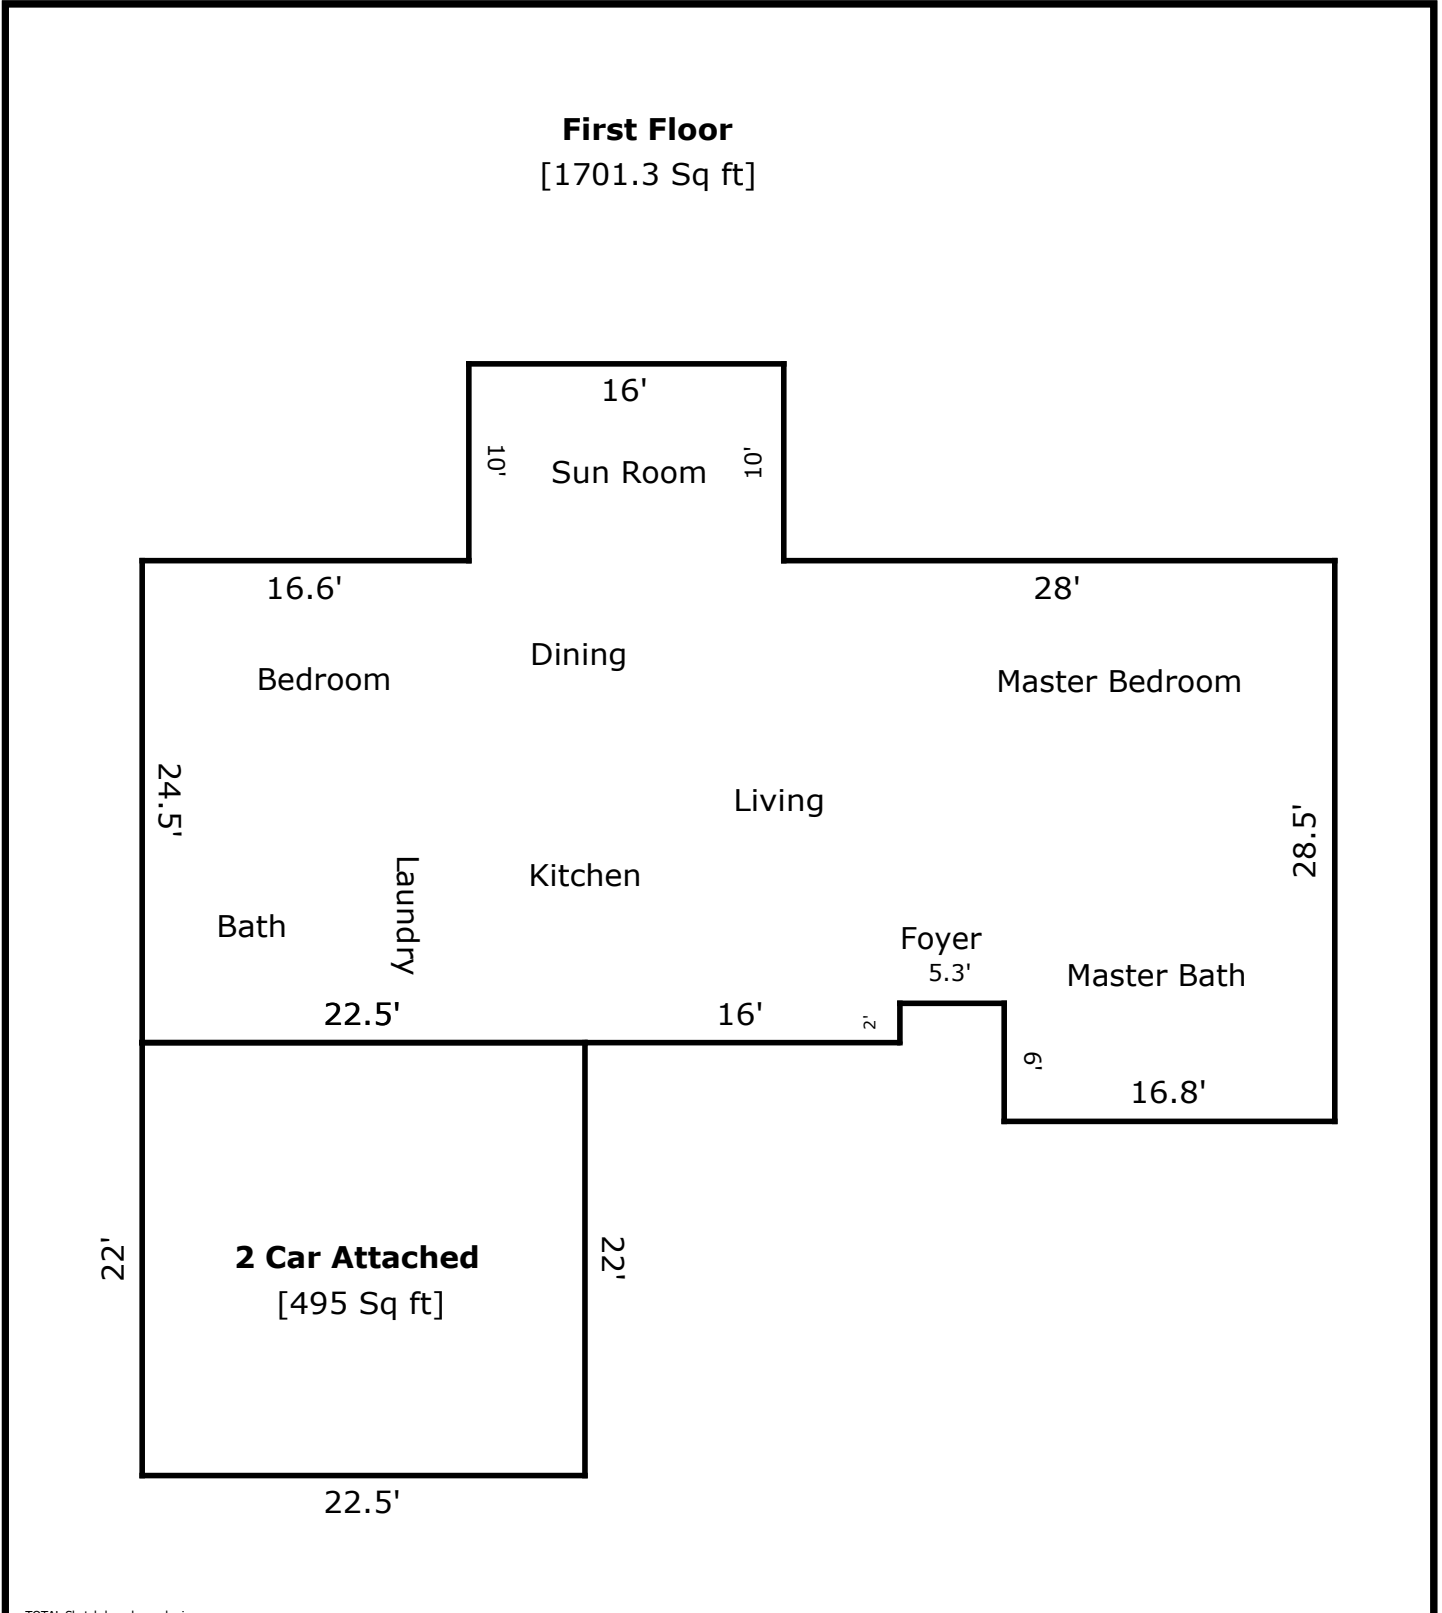 First Floor
[1701.3 Sq ft]
16'
10'
Sun Room
10'
16.6'
28'
Dining
Bedroom
Master Bedroom
24.5'
Living
28.5'
Laundry
Kitchen
Bath
Foyer
5.3'
Master Bath
22.5'
16'
2'
6'
16.8'
22'
2 Car Attached
22'
[495 Sq ft]
22.5'